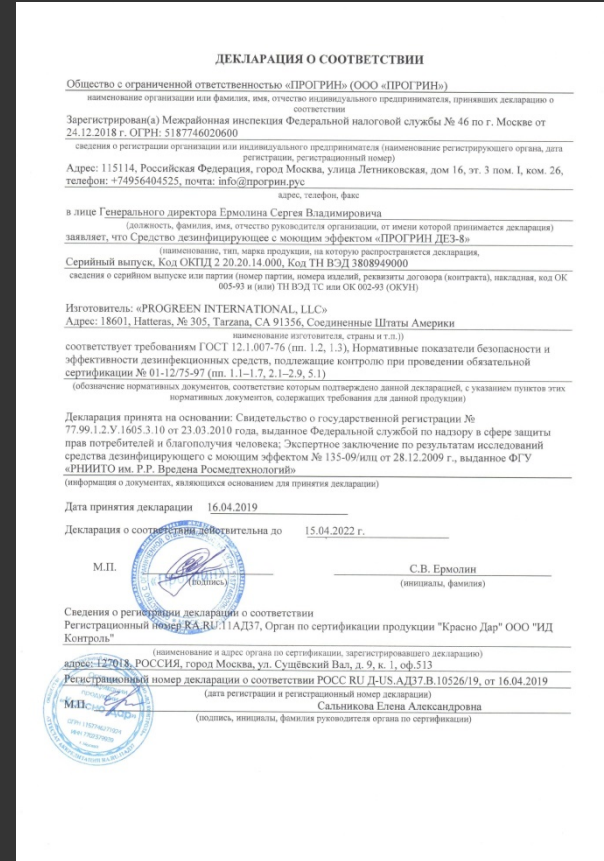 ДЕКЛАРАЦИЯ О СООТВЕТСТВИИ
Общество с ограниченной ответственностью «ПРОГРИН» (ООО «ПРОГРИН»)
наименование организации или фамилия, имя, отчество индивидуального предпринимателя, принявших декларацию о
соответствии
Зарегистрирован(а) Межрайонная инспекция Федеральной налоговой службы № 46 по г. Москве от
24.12.2018 г. ОГРН: 5187746020600
сведения о регистрации организации или индивидуального предпринимателя (наименование регистрирующего органа, дата
регистрации, регистрационный номер)
Адрес: 115114, Российская Федерация, город Москва, улица Летниковская, дом 16, эт. 3 пом. I, ком. 26,
телефон: +74956404525, почта: info@прогрин.рус
адрес, телефон, факс
в лице Генерального директора Ермолина Сергея Владимировича
(должность, фамилия, имя, отчество руководителя организации, от имени которой принимается декларация)
заявляет, что Средство дезинфицирующее с моющим эффектом «ПРОГРИН ДЕЗ-8»
(наименование, тип, марка продукции, на которую распространяется декларация,
Серийный выпуск, Код ОКПД 2 20.20.14.000, Код ТН ВЭД 3808949000
сведения о серийном выпуске или партии (номер партии, номера изделий, реквизиты договора (контракта), накладная, код ОК
005-93 и (или) ТН ВЭД ТС или ОК 002-93 (ОКУН)
Изготовитель: «PROGREEN INTERNATIONAL, LLC»
Адрес: 18601, Hatteras, № 305, Tarzana, CA 91356, Соединенные Штаты Америки
наименование изготовителя, страны и т.п.))
соответствует требованиям ГОСТ 12.1.007-76 (пп. 1.2, 1.3), Нормативные показатели безопасности и
эффективности дезинфекционных средств, подлежащие контролю при проведении обязательной
сертификации № 01-12/75-97 (пп. 1.1–1.7, 2.1–2.9, 5.1)
(обозначение нормативных документов, соответствие которым подтверждено данной декларацией, с указанием пунктов этих
нормативных документов, содержащих требования для данной продукции)
Декларация принята на основании: Свидетельство о государственной регистрации №
77.99.1.2.У.1605.3.10 от 23.03.2010 года, выданное Федеральной службой по надзору в сфере защиты
прав потребителей и благополучия человека; Экспертное заключение по результатам исследований
средства дезинфицирующего с моющим эффектом № 135-09/илц от 28.12.2009 г., выданное ФГУ
«РНИИТО им. Р.Р. Вредена Росмедтехнологий»
(информация о документах, являющихся основанием для принятия декларации)
Дата принятия декларации 16.04.2019
Декларация о соответствии действительна до 15.04.2022 г.
М.П. С.В. Ермолин
(подпись) (инициалы, фамилия)
Сведения о регистрации декларации о соответствии
Регистрационный номер RA.RU.11АД37, Орган по сертификации продукции "Красно Дар" ООО "ИД
Контроль"
(наименование и адрес органа по сертификации, зарегистрировавшего декларацию)
адрес: 127018, РОССИЯ, город Москва, ул. Сущёвский Вал, д. 9, к. 1, оф.513
Регистрационный номер декларации о соответствии РОСС RU Д-US.АД37.В.10526/19, от 16.04.2019
(дата регистрации и регистрационный номер декларации)
М.П. Сальникова Елена Александровна
(подпись, инициалы, фамилия руководителя органа по сертификации)